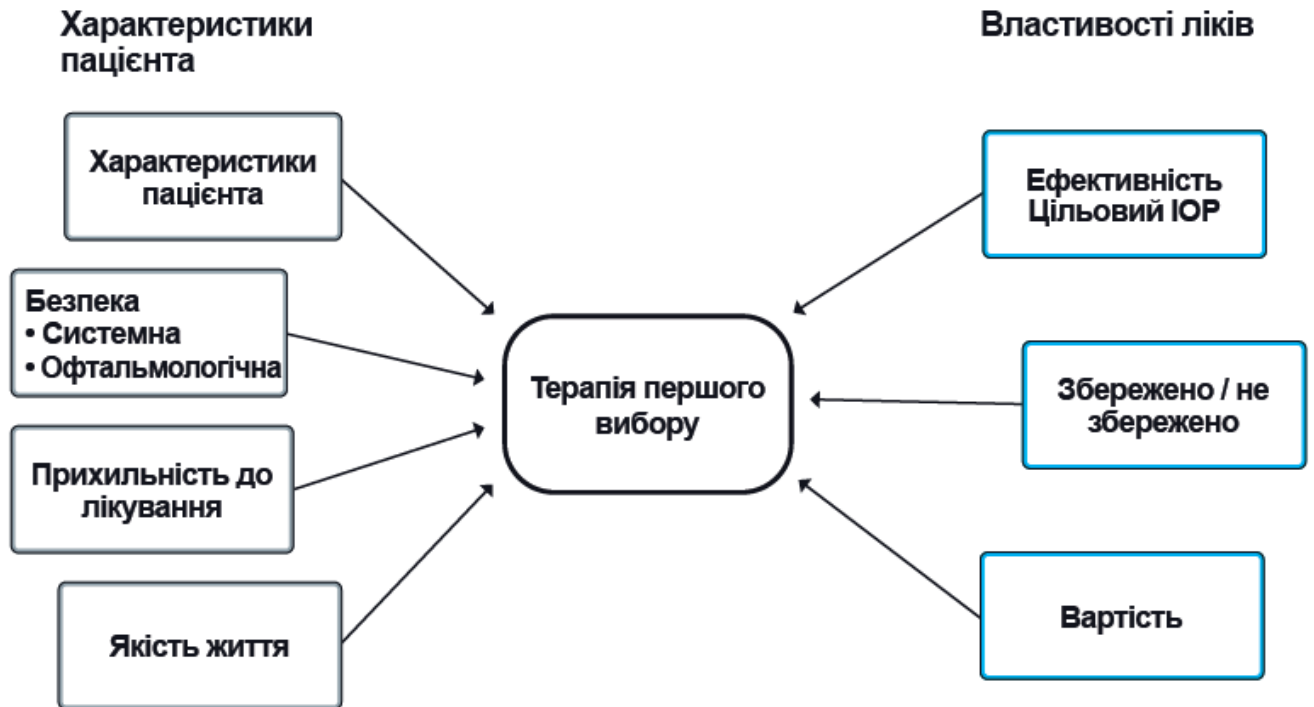 Характеристики
пацієнта
Властивості ліків
Характеристики
пацієнта
Безпека
• Системна
• Офтальмологічна
Прихильність до
лікування
Якість життя
Терапія першого
вибору
Ефективність
Цільовий ІОР
Збережено / не
збережено
Вартість